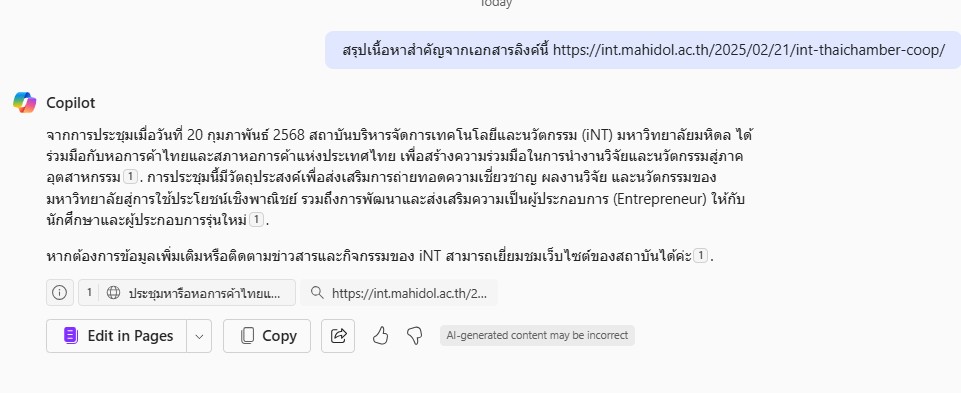 Today
สรุปเนื้อหาสำคัญจากเอกสารลิงค์นี้ https://int.mahidol.ac.th/2025/02/21/int-thaichamber-coop/
Copilot
จากการประชุมเมื่อวันที่ 20 กุมภาพันธ์ 2568 สถาบันบริหารจัดการเทคโนโลยีและนวัตกรรม (iNT) มหาวิทยาลัยมหิดล ได้
ร่วมมือกับหอการค้าไทยและสภาหอการค้าแห่งประเทศไทย เพื่อสร้างความร่วมมือในการนำงานวิจัยและนวัตกรรมสู่ภาค
อุตสาหกรรม 1 . การประชุมนี้มีวัตถุประสงค์เพื่อส่งเสริมการถ่ายทอดความเชี่ยวชาญ ผลงานวิจัย และนวัตกรรมของ
มหาวิทยาลัยสู่การใช้ประโยชน์เชิงพาณิชย์ รวมถึงการพัฒนาและส่งเสริมความเป็นผู้ประกอบการ (Entrepreneur) ให้กับ
นักศึกษาและผู้ประกอบการรุ่นใหม่ 1 .
หากต้องการข้อมูลเพิ่มเติมหรือติดตามข่าวสารและกิจกรรมของ iNT สามารถเยี่ยมชมเว็บไซต์ของสถาบันได้ค่ะ 1 .
1 ประชุมหารือหอการค้าไทยแ... https://int.mahidol.ac.th/2...
Edit in Pages Copy AI-generated content may be incorrect